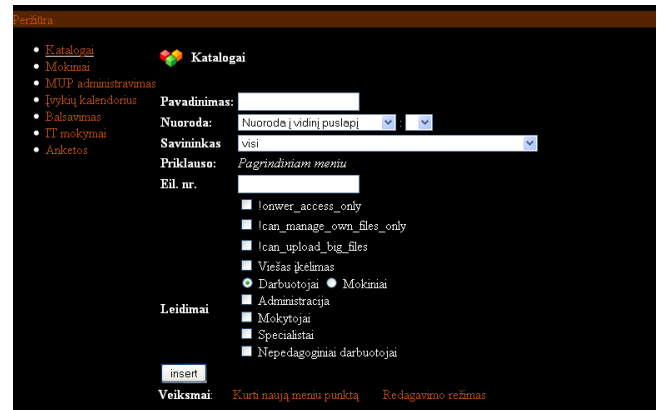 Peržiūra
Katalogai
Mokiniai
MUP administravimas
Įvykių kalendorius
Balsavimas
IT mokymai
Anketos
Katalogai
Pavadinimas:
Nuoroda: Nuoroda į vidinį puslapį :
Savininkas visi
Priklauso: Pagrindiniam meniu
Eil. nr.
!onwer_access_only
!can_manage_own_files_only
!can_upload_big_files
Viešas įkėlimas
Darbuotojai Mokiniai
Leidimai
Administracija
Mokytojai
Specialistai
Nepedagoginiai darbuotojai
insert
Veiksmai: Kurti naują meniu punktą Redagavimo režimas